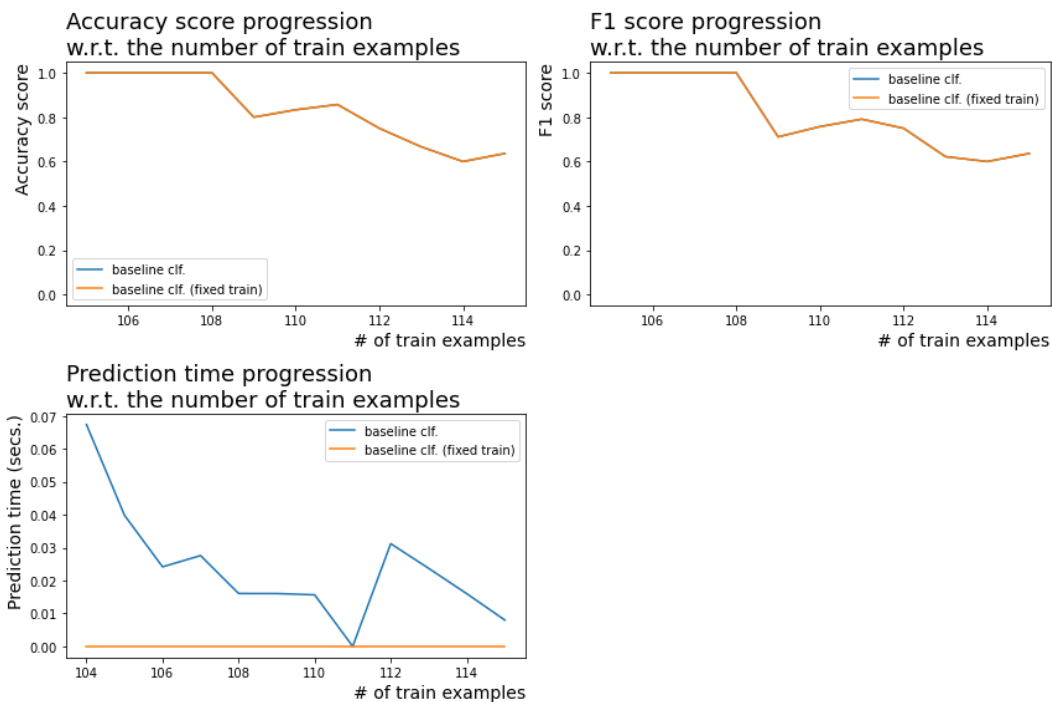 Accuracy score progression
w.r.t. the number of train examples
Accuracy score
1.0
0.8
0.6
0.4
0.2
0.0
baseline clf.
baseline clf. (fixed train)
106 108 110 112 114
# of train examples
F1 score progression
w.r.t. the number of train examples
F1 score
1.0
0.8
0.6
0.4
0.2
0.0
baseline clf.
baseline clf. (fixed train)
106 108 110 112 114
# of train examples
Prediction time progression
w.r.t. the number of train examples
Prediction time (secs.)
0.07
0.06
0.05
0.04
0.03
0.02
0.01
0.00
baseline clf.
baseline clf. (fixed train)
104 106 108 110 112 114
# of train examples